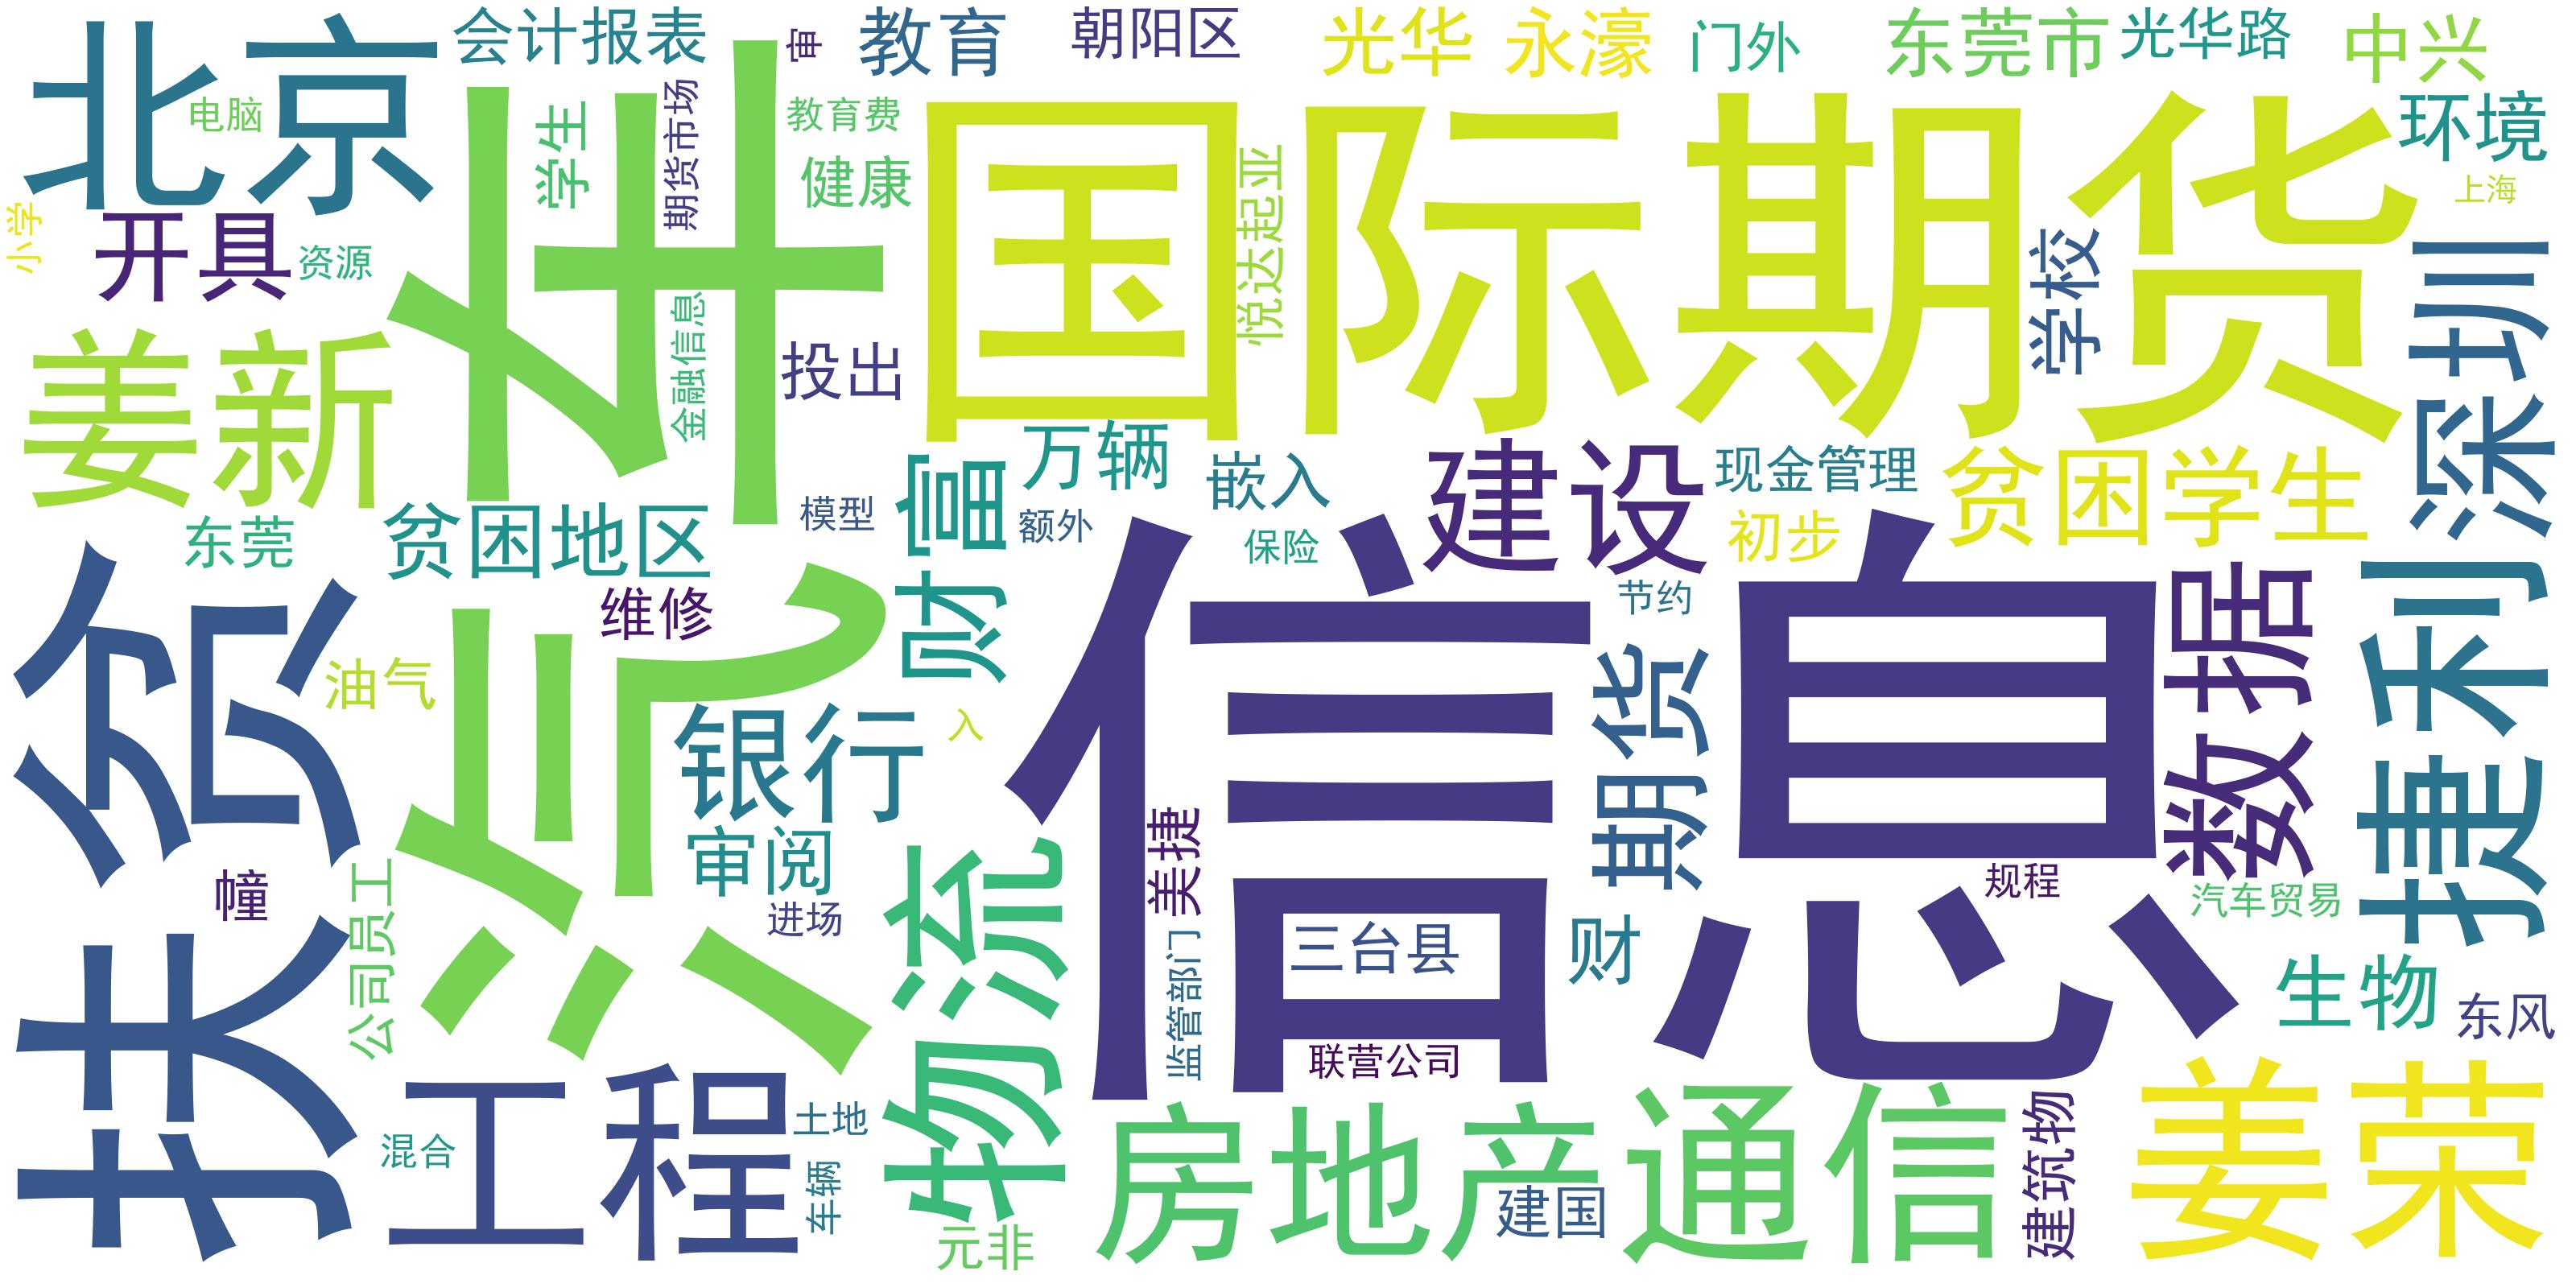 北京
会计报表
审
教育
朝阳区
光华
永濠
门外
东莞市
光华路
中兴
电脑
学生
期货市场
教育费
汽车
国际期货
环境
小学
开具
资源
健康
悦达起亚
学校
上海
深圳
姜新
金融信息
投出
万辆
嵌入
建设
现金管理
贫困学生
东莞
贫困地区
模型
财富
额外
保险
初步
扶贫
维修
信息
节约
数据
捷利
油气
银行
入
期货
审阅
美捷
幢
公司员工
进场
物流
监管部门
三台县
财
规程
汽车贸易
生物
东风
联营公司
工程
土地
房地产
通信
建筑物
姜荣
混合
车辆
建国
元非